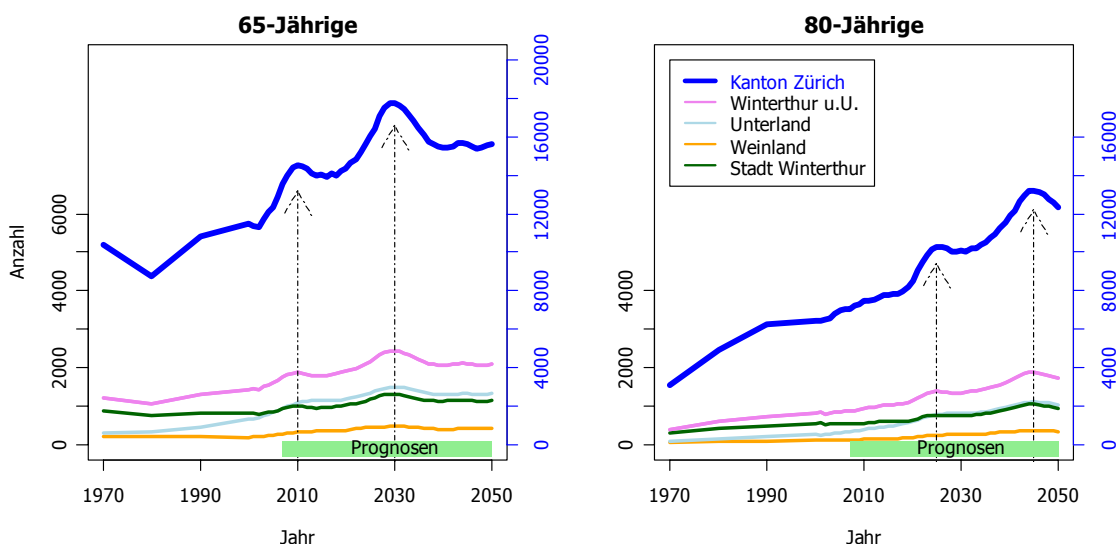 65-Jährige
Anzahl
0
2000
4000
6000
0
4000
8000
12000
16000
20000
Prognosen
1970
1990
2010
2030
2050
Jahr
80-Jährige
Kanton Zürich
Winterthur u.U.
Unterland
Weinland
Stadt Winterthur
0
2000
4000
0
4000
8000
12000
16000
Prognosen
1970
1990
2010
2030
2050
Jahr